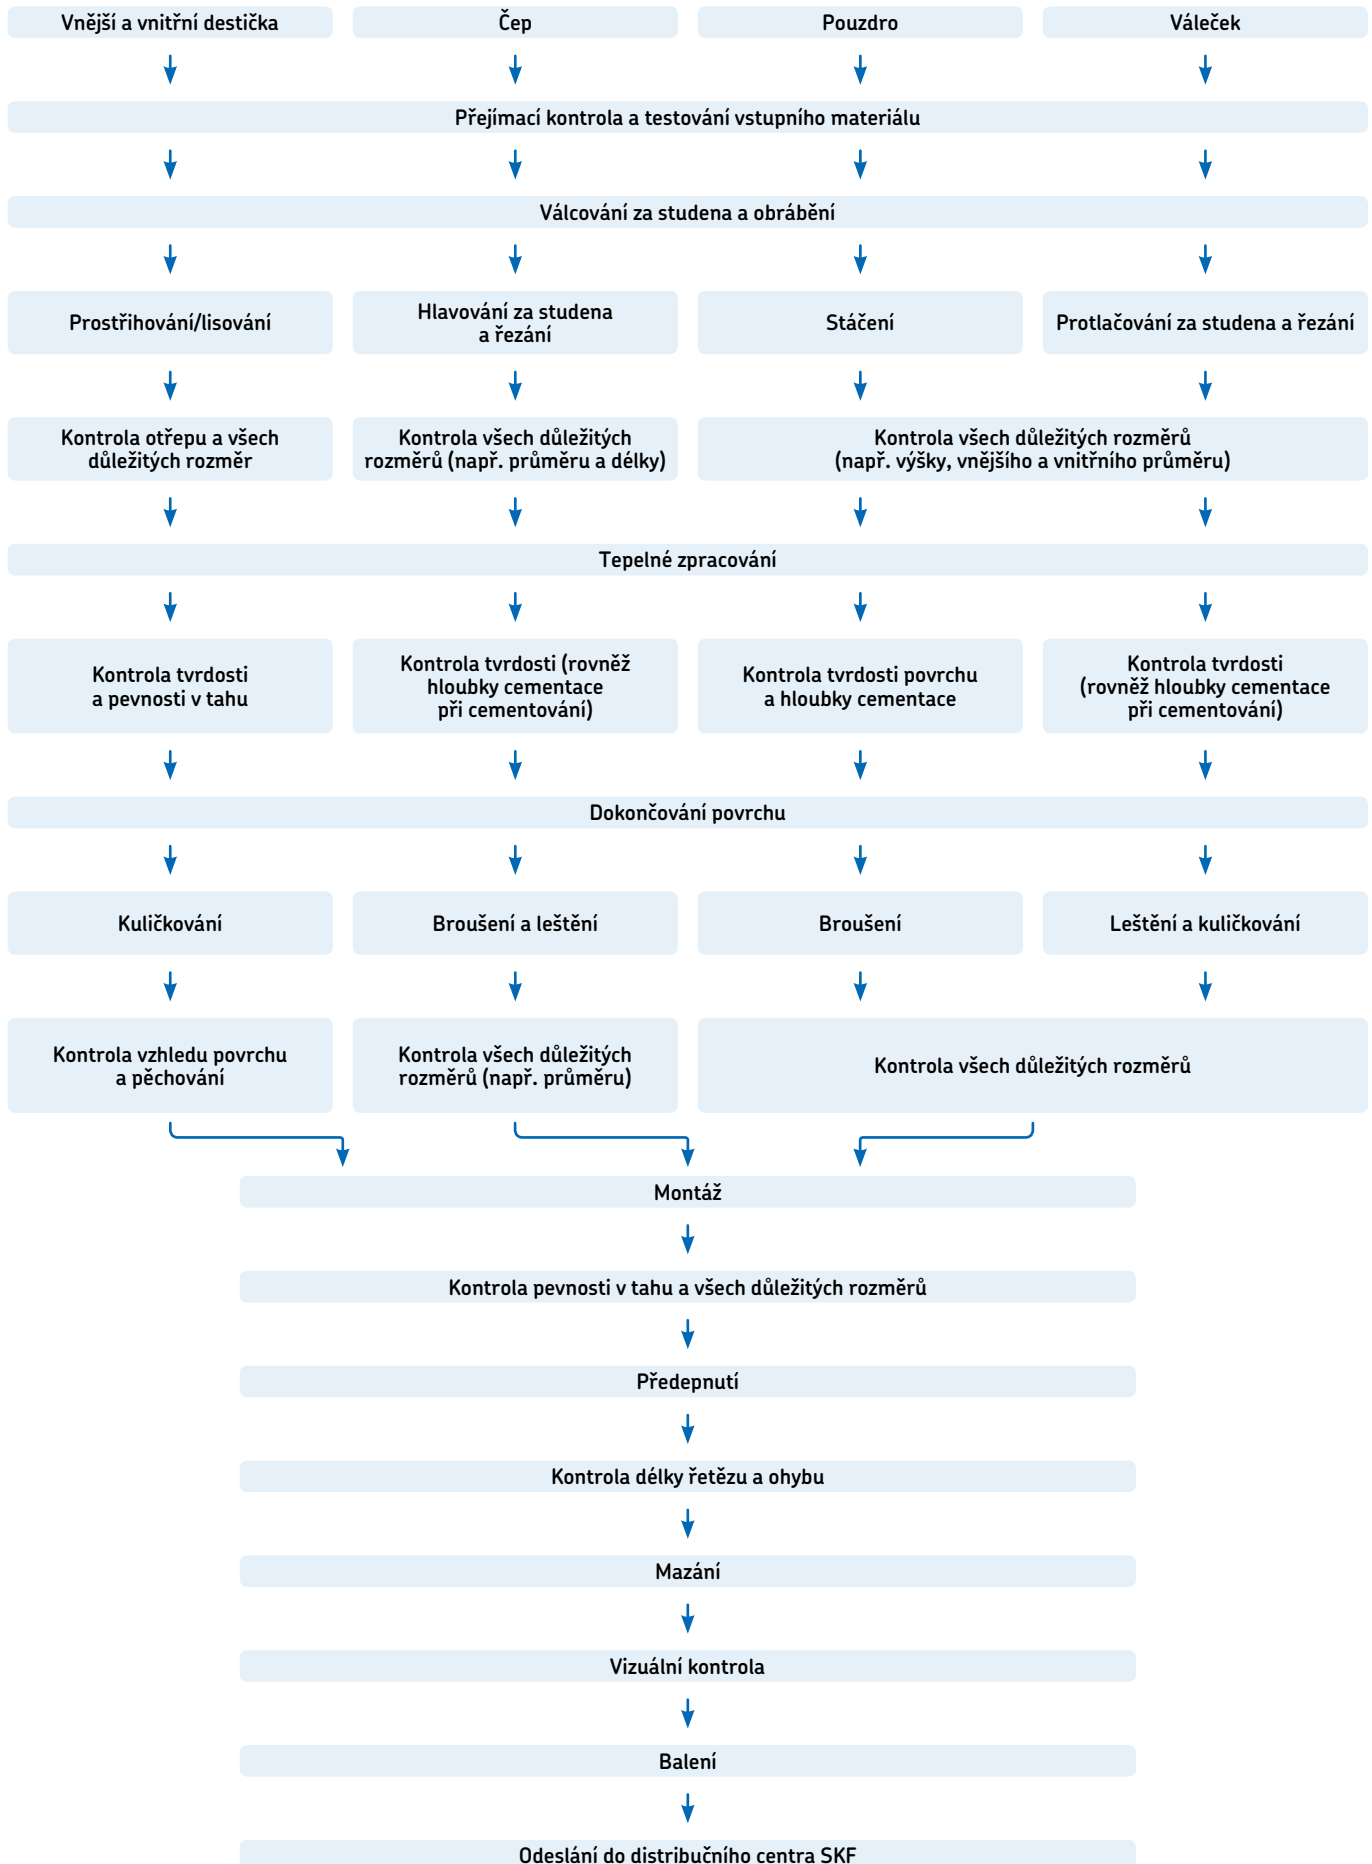 Vnější a vnitřní destička
Čep
Pouzdro
Váleček
Přejímací kontrola a testování vstupního materiálu
Válcování za studena a obrábění
Prostřihování/lisování
Hlavování za studena
a řezání
Stáčení
Protlačování za studena a řezání
Kontrola otřepu a všech
důležitých rozměr
Kontrola všech důležitých
rozměrů (např. průměru a délky)
Kontrola všech důležitých rozměrů
(např. výšky, vnějšího a vnitřního průměru)
Tepelné zpracování
Kontrola tvrdosti
a pevnosti v tahu
Kontrola tvrdosti (rovněž
hloubky cementace
při cementování)
Kontrola tvrdosti povrchu
a hloubky cementace
Kontrola tvrdosti
(rovněž hloubky cementace
při cementování)
Dokončování povrchu
Kuličkování
Broušení a leštění
Broušení
Leštění a kuličkování
Kontrola vzhledu povrchu
a pěchování
Kontrola všech důležitých
rozměrů (např. průměru)
Kontrola všech důležitých rozměrů
Montáž
Kontrola pevnosti v tahu a všech důležitých rozměrů
Předepnutí
Kontrola délky řetězu a ohybu
Mazání
Vizuální kontrola
Balení
Odeslání do distribučního centra SKF